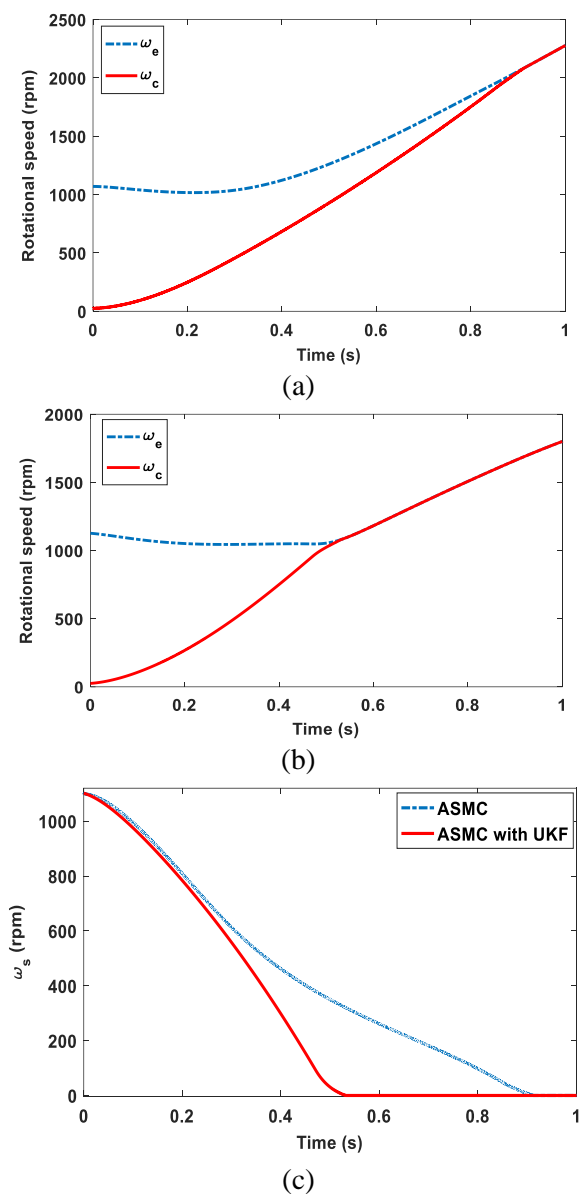 2500
2000
1500
1000
500
0
Rotational speed (rpm)
ωe
ωc
0 0.2 0.4 0.6 0.8 1
Time (s)
(a)
2000
1500
1000
500
0
Rotational speed (rpm)
ωe
ωc
0 0.2 0.4 0.6 0.8 1
Time (s)
(b)
1000
800
600
400
200
0
ωs (rpm)
ASMC
ASMC with UKF
0 0.2 0.4 0.6 0.8 1
Time (s)
(c)